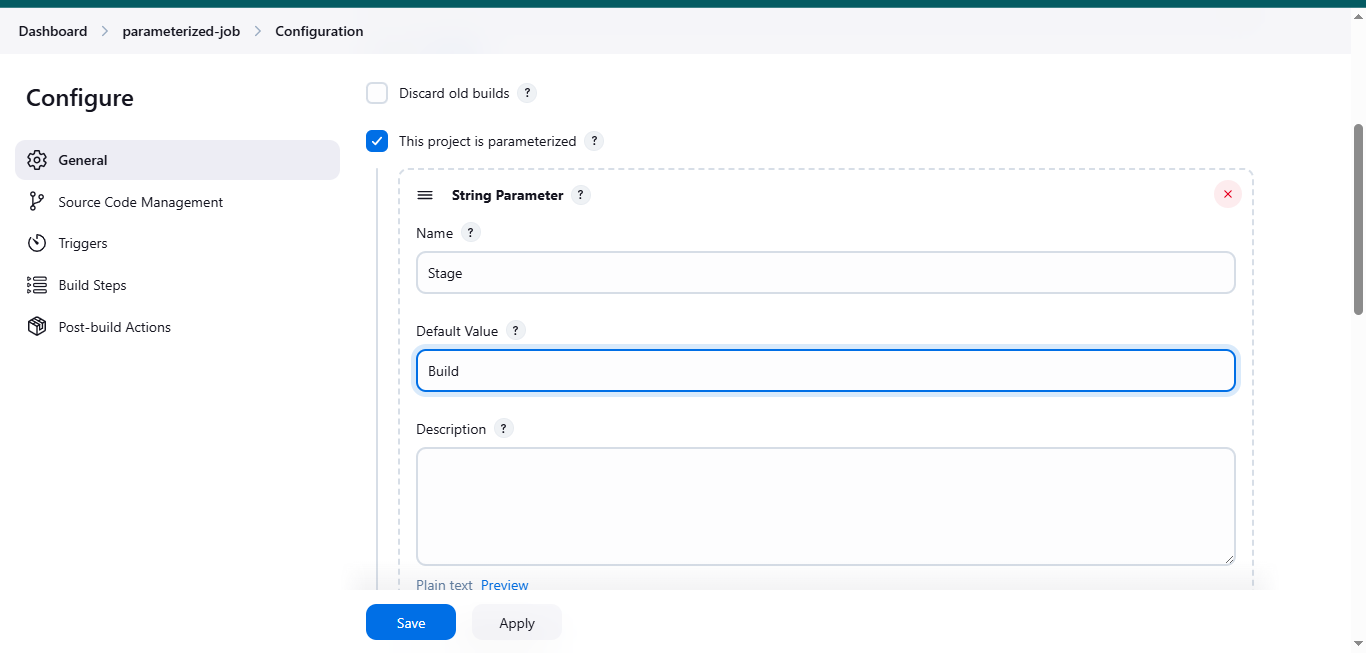 Dashboard > parameterized-job > Configuration
Configure
General
Source Code Management
Triggers
Build Steps
Post-build Actions
Discard old builds ?
This project is parameterized ?
String Parameter ?
Name ?
Stage
Default Value ?
Build
Description ?
Plain text Preview
Save Apply